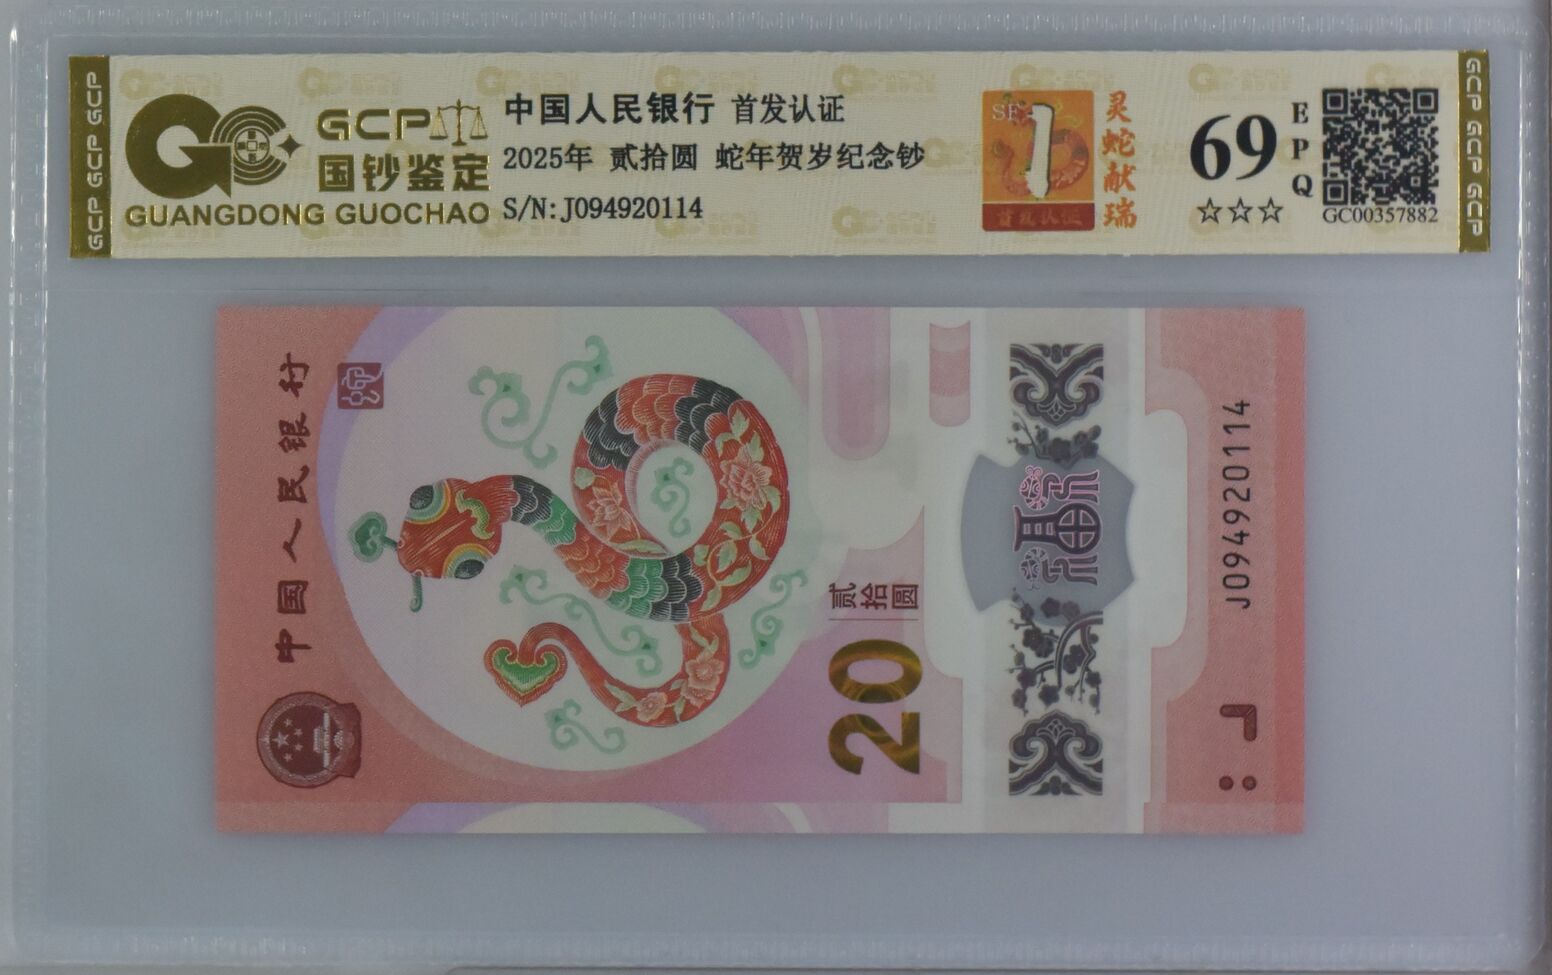 GCP GCP GCP
GCP
国钞鉴定
GUANGDONG GUOCHAO
中国人民银行 首发认证
2025年 贰拾圆 蛇年贺岁纪念钞
S/N:J094920114
1
首发认证
灵蛇献瑞
69
EPQ
☆☆☆
GC00357882
GCP GCP GCP
中国人民银行
贰拾圆
20
福
J094920114